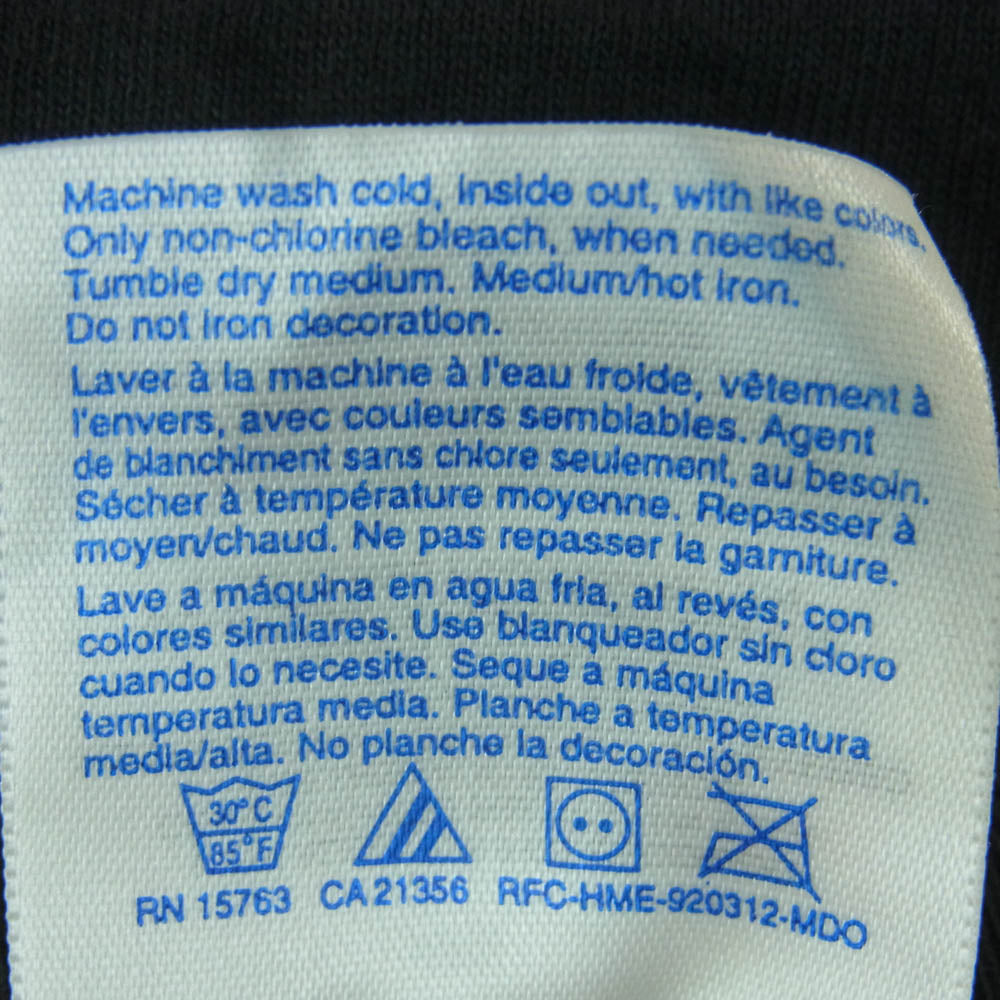 Machine wash cold, inside out, with like colors.
Only non-chlorine bleach, when needed.
Tumble dry medium. Medium/hot iron.
Do not iron decoration.
Laver à la machine à l'eau froide, vêtement à
l'envers, avec couleurs semblables. Agent
de blanchiment sans chlore seulement, au besoin.
Sécher à température moyenne. Repasser à
moyen/chaud. Ne pas repasser la garniture.
Lave a máquina en agua fria, al revés, con
colores similares. Use blanqueador sin cloro
cuando lo necesite. Seque a máquina
temperatura media. Planche a temperatura
media/alta. No planche la decoración.
30°C
85°F
RN 15763 CA 21356 RFC-HME-920312-MDO